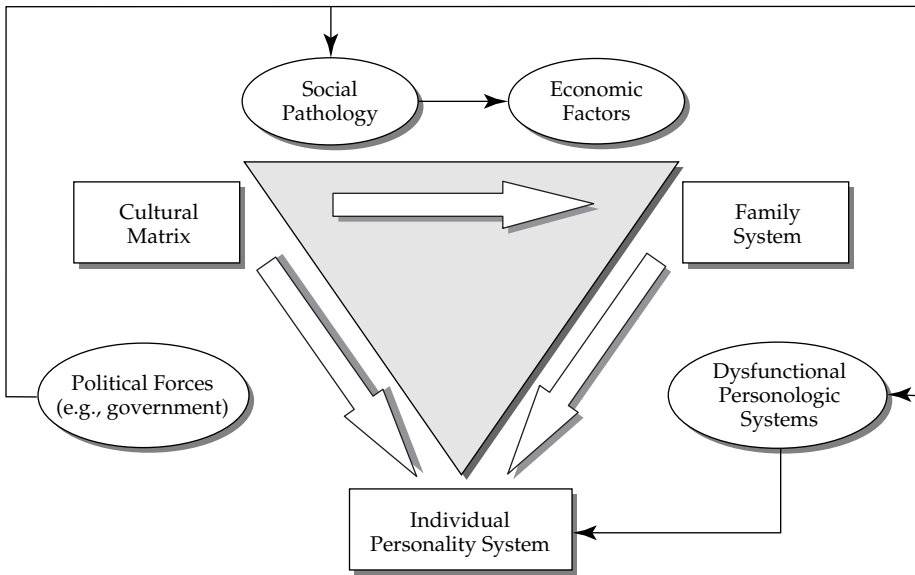 Social
Pathology
Economic
Factors
Cultural
Matrix
Family
System
Political Forces
(e.g., government)
Dysfunctional
Personologic
Systems
Individual
Personality System